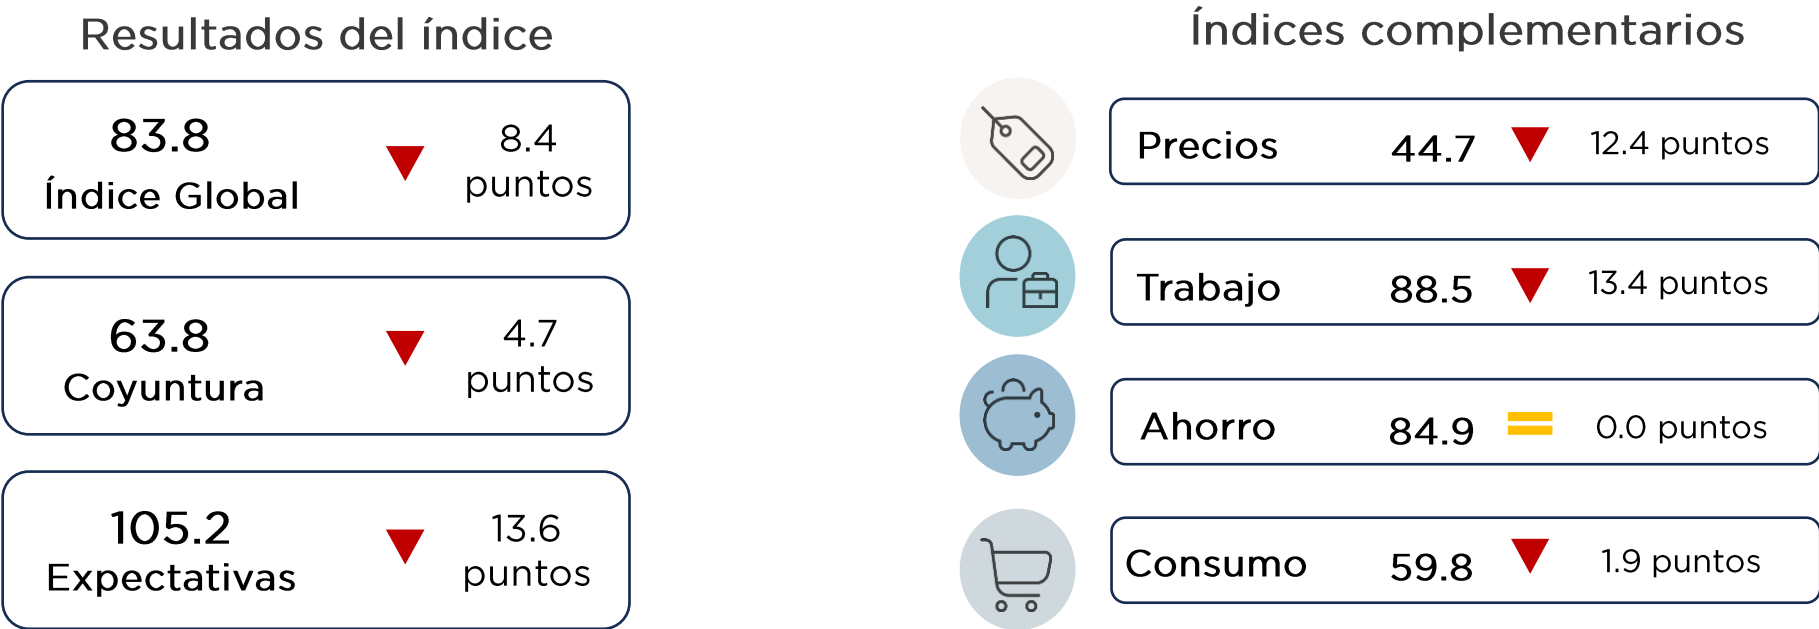 Resultados del índice
83.8
Índice Global
8.4
puntos
63.8
Coyuntura
4.7
puntos
105.2
Expectativas
13.6
puntos
Índices complementarios
Precios 44.7 12.4 puntos
Trabajo 88.5 13.4 puntos
Ahorro 84.9 0.0 puntos
Consumo 59.8 1.9 puntos